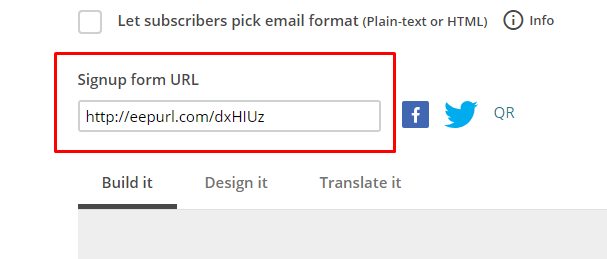 Let subscribers pick email format (Plain-text or HTML) Info
Signup form URL
http://eepurl.com/dxHIUz
QR
Build it Design it Translate it